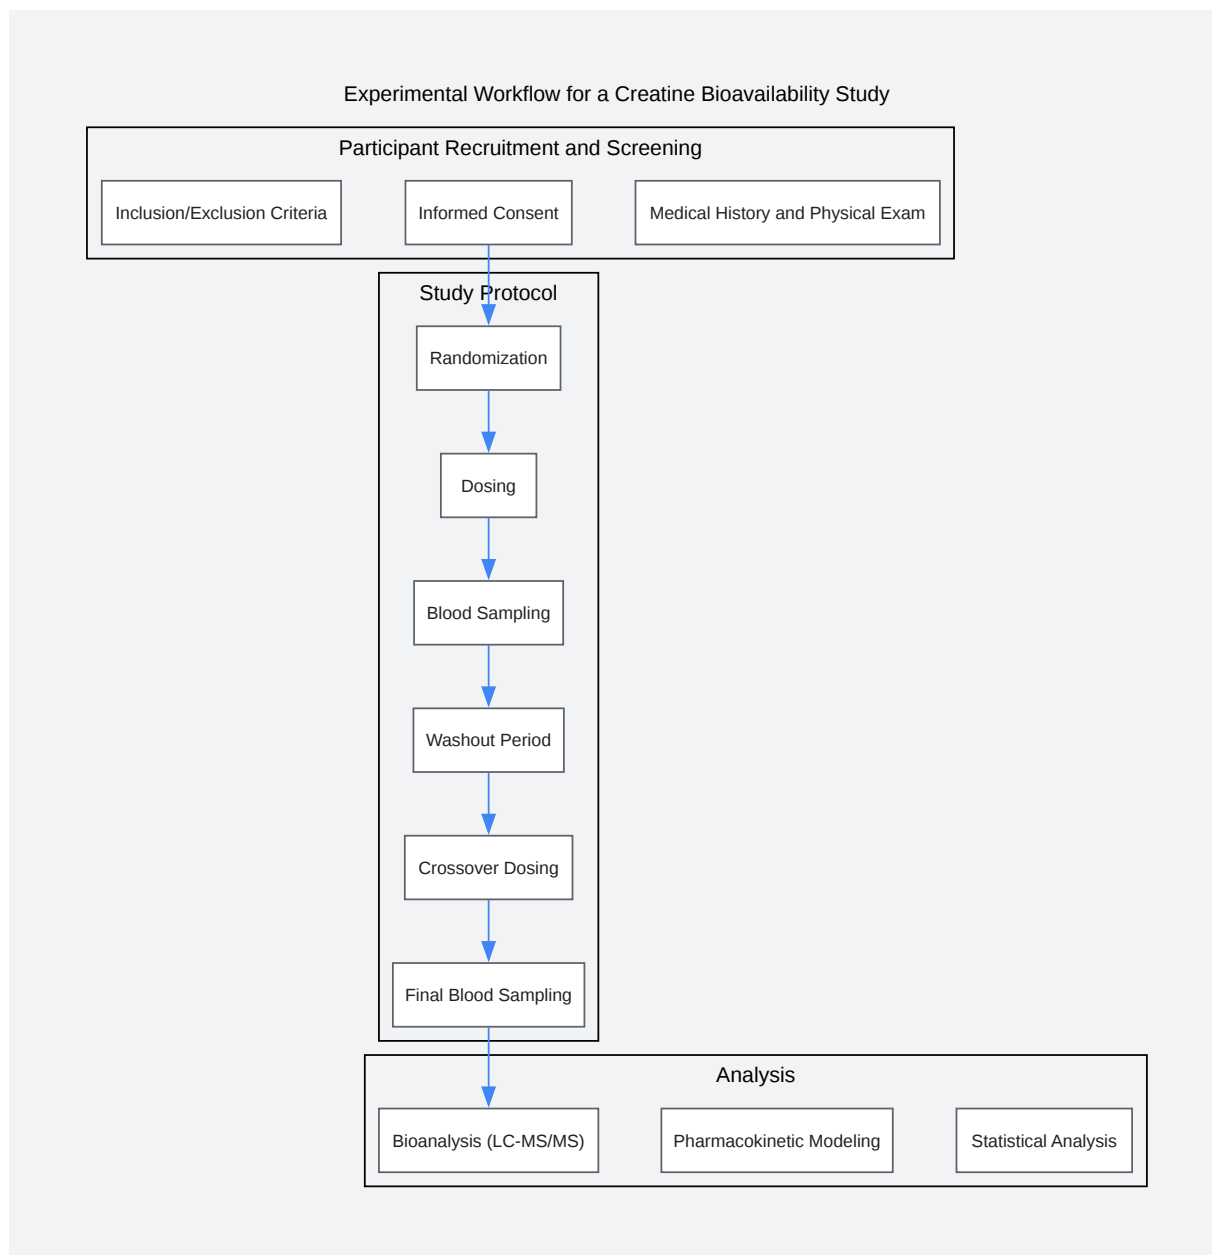 Experimental Workflow for a Creatine Bioavailability Study
Participant Recruitment and Screening
Inclusion/Exclusion Criteria
Informed Consent
Medical History and Physical Exam
Study Protocol
Randomization
Dosing
Blood Sampling
Washout Period
Crossover Dosing
Final Blood Sampling
Analysis
Bioanalysis (LC-MS/MS)
Pharmacokinetic Modeling
Statistical Analysis